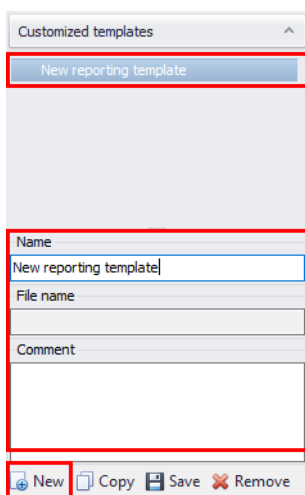 Customized templates
New reporting template
Name
New reporting template
File name
Comment
New Copy Save Remove